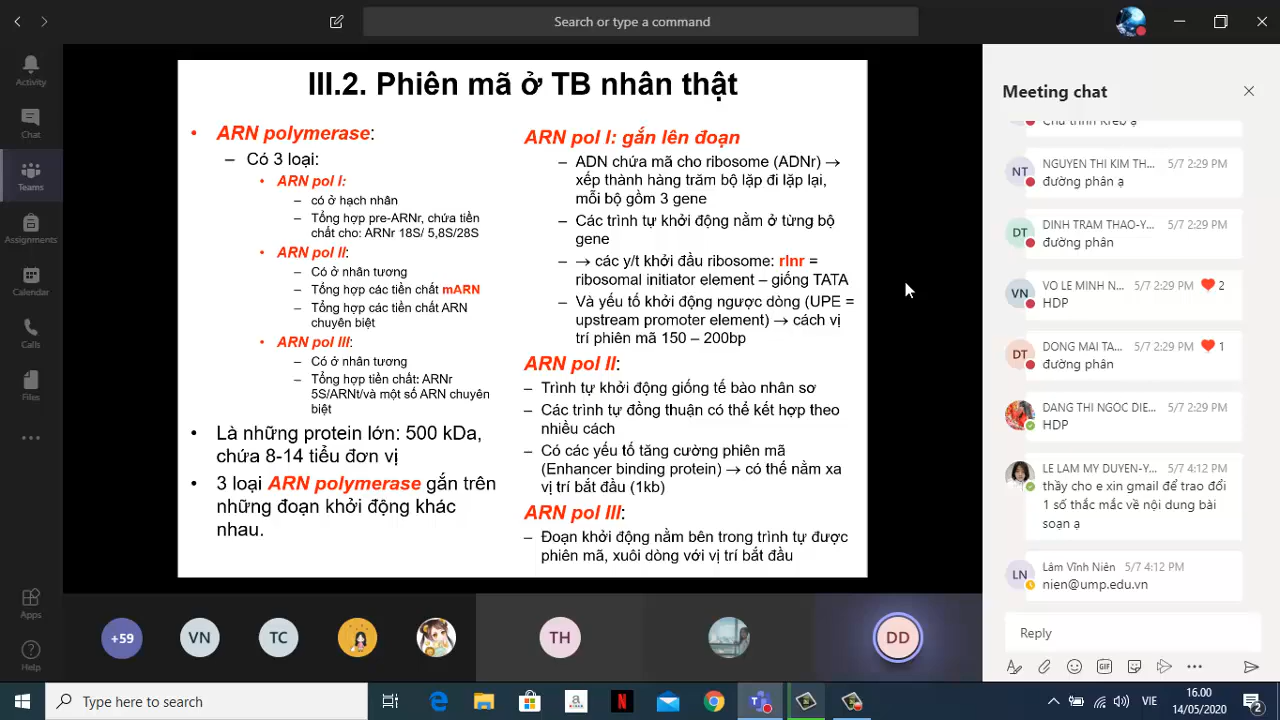 Search or type a command
Activity
Chat
Teams
Assignments
Calendar
Calls
Files
Apps
Help
III.2. Phiên mã ở TB nhân thật
• ARN polymerase:
– Có 3 loại:
• ARN pol I:
– có ở hạch nhân
– Tổng hợp pre-ARNr, chứa tiền
chất cho: ARNr 18S/ 5,8S/28S
• ARN pol II:
– Có ở nhân tương
– Tổng hợp các tiền chất mARN
– Tổng hợp các tiền chất ARN
chuyên biệt
• ARN pol III:
– Có ở nhân tương
– Tổng hợp tiền chất: ARNr
5S/ARNt/và một số ARN chuyên
biệt
• Là những protein lớn: 500 kDa,
chứa 8-14 tiểu đơn vị
• 3 loại ARN polymerase gắn trên
những đoạn khởi động khác
nhau.
ARN pol I: gắn lên đoạn
– ADN chứa mã cho ribosome (ADNr) →
xếp thành hàng trăm bộ lặp đi lặp lại,
mỗi bộ gồm 3 gene
– Các trình tự khởi động nằm ở từng bộ
gene
– → các y/t khởi đầu ribosome: rInr =
ribosomal initiator element – giống TATA
– Và yếu tố khởi động ngược dòng (UPE =
upstream promoter element) → cách vị
trí phiên mã 150 – 200bp
ARN pol II:
– Trình tự khởi động giống tế bào nhân sơ
– Các trình tự đồng thuận có thể kết hợp theo
nhiều cách
– Có các yếu tố tăng cường phiên mã
(Enhancer binding protein) → có thể nằm xa
vị trí bắt đầu (1kb)
ARN pol III:
– Đoạn khởi động nằm bên trong trình tự được
phiên mã, xuôi dòng với vị trí bắt đầu
+59
VN
TC
TH
DD
Meeting chat
Chu trình Kreb ạ
NT NGUYEN THI KIM TH... 5/7 2:29 PM
đường phân ạ
DT DINH TRAM THAO-Y... 5/7 2:29 PM
đường phân
VN VO LE MINH N... 5/7 2:29 PM 2
HDP
DT DONG MAI TA... 5/7 2:29 PM 1
đường phân
DANG THI NGOC DIE... 5/7 2:29 PM
HDP
LE LAM MY DUYEN-Y... 5/7 4:12 PM
thầy cho e xin gmail để trao đổi
1 số thắc mắc về nội dung bài
soạn ạ
LN Lâm Vĩnh Niên 5/7 4:12 PM
nien@ump.edu.vn
Reply
GIF
Type here to search
VIE
16.00
14/05/2020
2